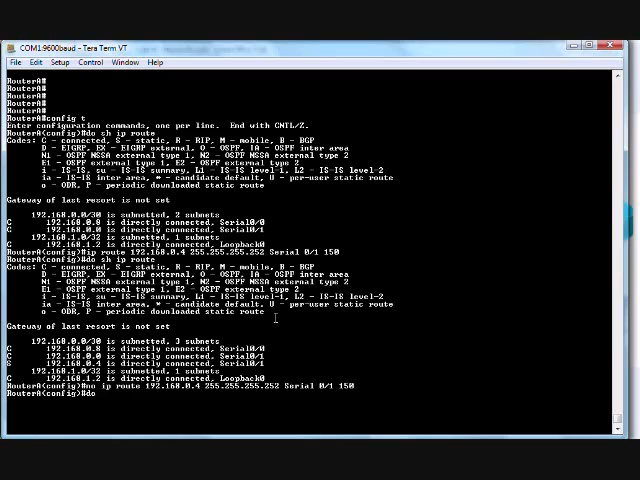 COM1:9600baud - Tera Term VT
File Edit Setup Control Window Help
RouterA#
RouterA#
RouterA#
RouterA#
RouterA#
RouterA#config t
Enter configuration commands, one per line. End with CNTL/Z.
RouterA(config)#do sh ip route
Codes: C - connected, S - static, R - RIP, M - mobile, B - BGP
D - EIGRP, EX - EIGRP external, O - OSPF, IA - OSPF inter area
N1 - OSPF NSSA external type 1, N2 - OSPF NSSA external type 2
E1 - OSPF external type 1, E2 - OSPF external type 2
i - IS-IS, su - IS-IS summary, L1 - IS-IS level-1, L2 - IS-IS level-2
ia - IS-IS inter area, * - candidate default, U - per-user static route
o - ODR, P - periodic downloaded static route
Gateway of last resort is not set
192.168.0.0/30 is subnetted, 2 subnets
C 192.168.0.8 is directly connected, Serial0/0
C 192.168.0.0 is directly connected, Serial0/1
192.168.1.0/32 is subnetted, 1 subnets
C 192.168.1.2 is directly connected, Loopback0
RouterA(config)#ip route 192.168.0.4 255.255.255.252 Serial 0/1 150
RouterA(config)#do sh ip route
Codes: C - connected, S - static, R - RIP, M - mobile, B - BGP
D - EIGRP, EX - EIGRP external, O - OSPF, IA - OSPF inter area
N1 - OSPF NSSA external type 1, N2 - OSPF NSSA external type 2
E1 - OSPF external type 1, E2 - OSPF external type 2
i - IS-IS, su - IS-IS summary, L1 - IS-IS level-1, L2 - IS-IS level-2
ia - IS-IS inter area, * - candidate default, U - per-user static route
o - ODR, P - periodic downloaded static route
Gateway of last resort is not set
192.168.0.0/30 is subnetted, 3 subnets
C 192.168.0.8 is directly connected, Serial0/0
C 192.168.0.0 is directly connected, Serial0/1
S 192.168.0.4 is directly connected, Serial0/1
192.168.1.0/32 is subnetted, 1 subnets
C 192.168.1.2 is directly connected, Loopback0
RouterA(config)#no ip route 192.168.0.4 255.255.255.252 Serial 0/1 150
RouterA(config)#do